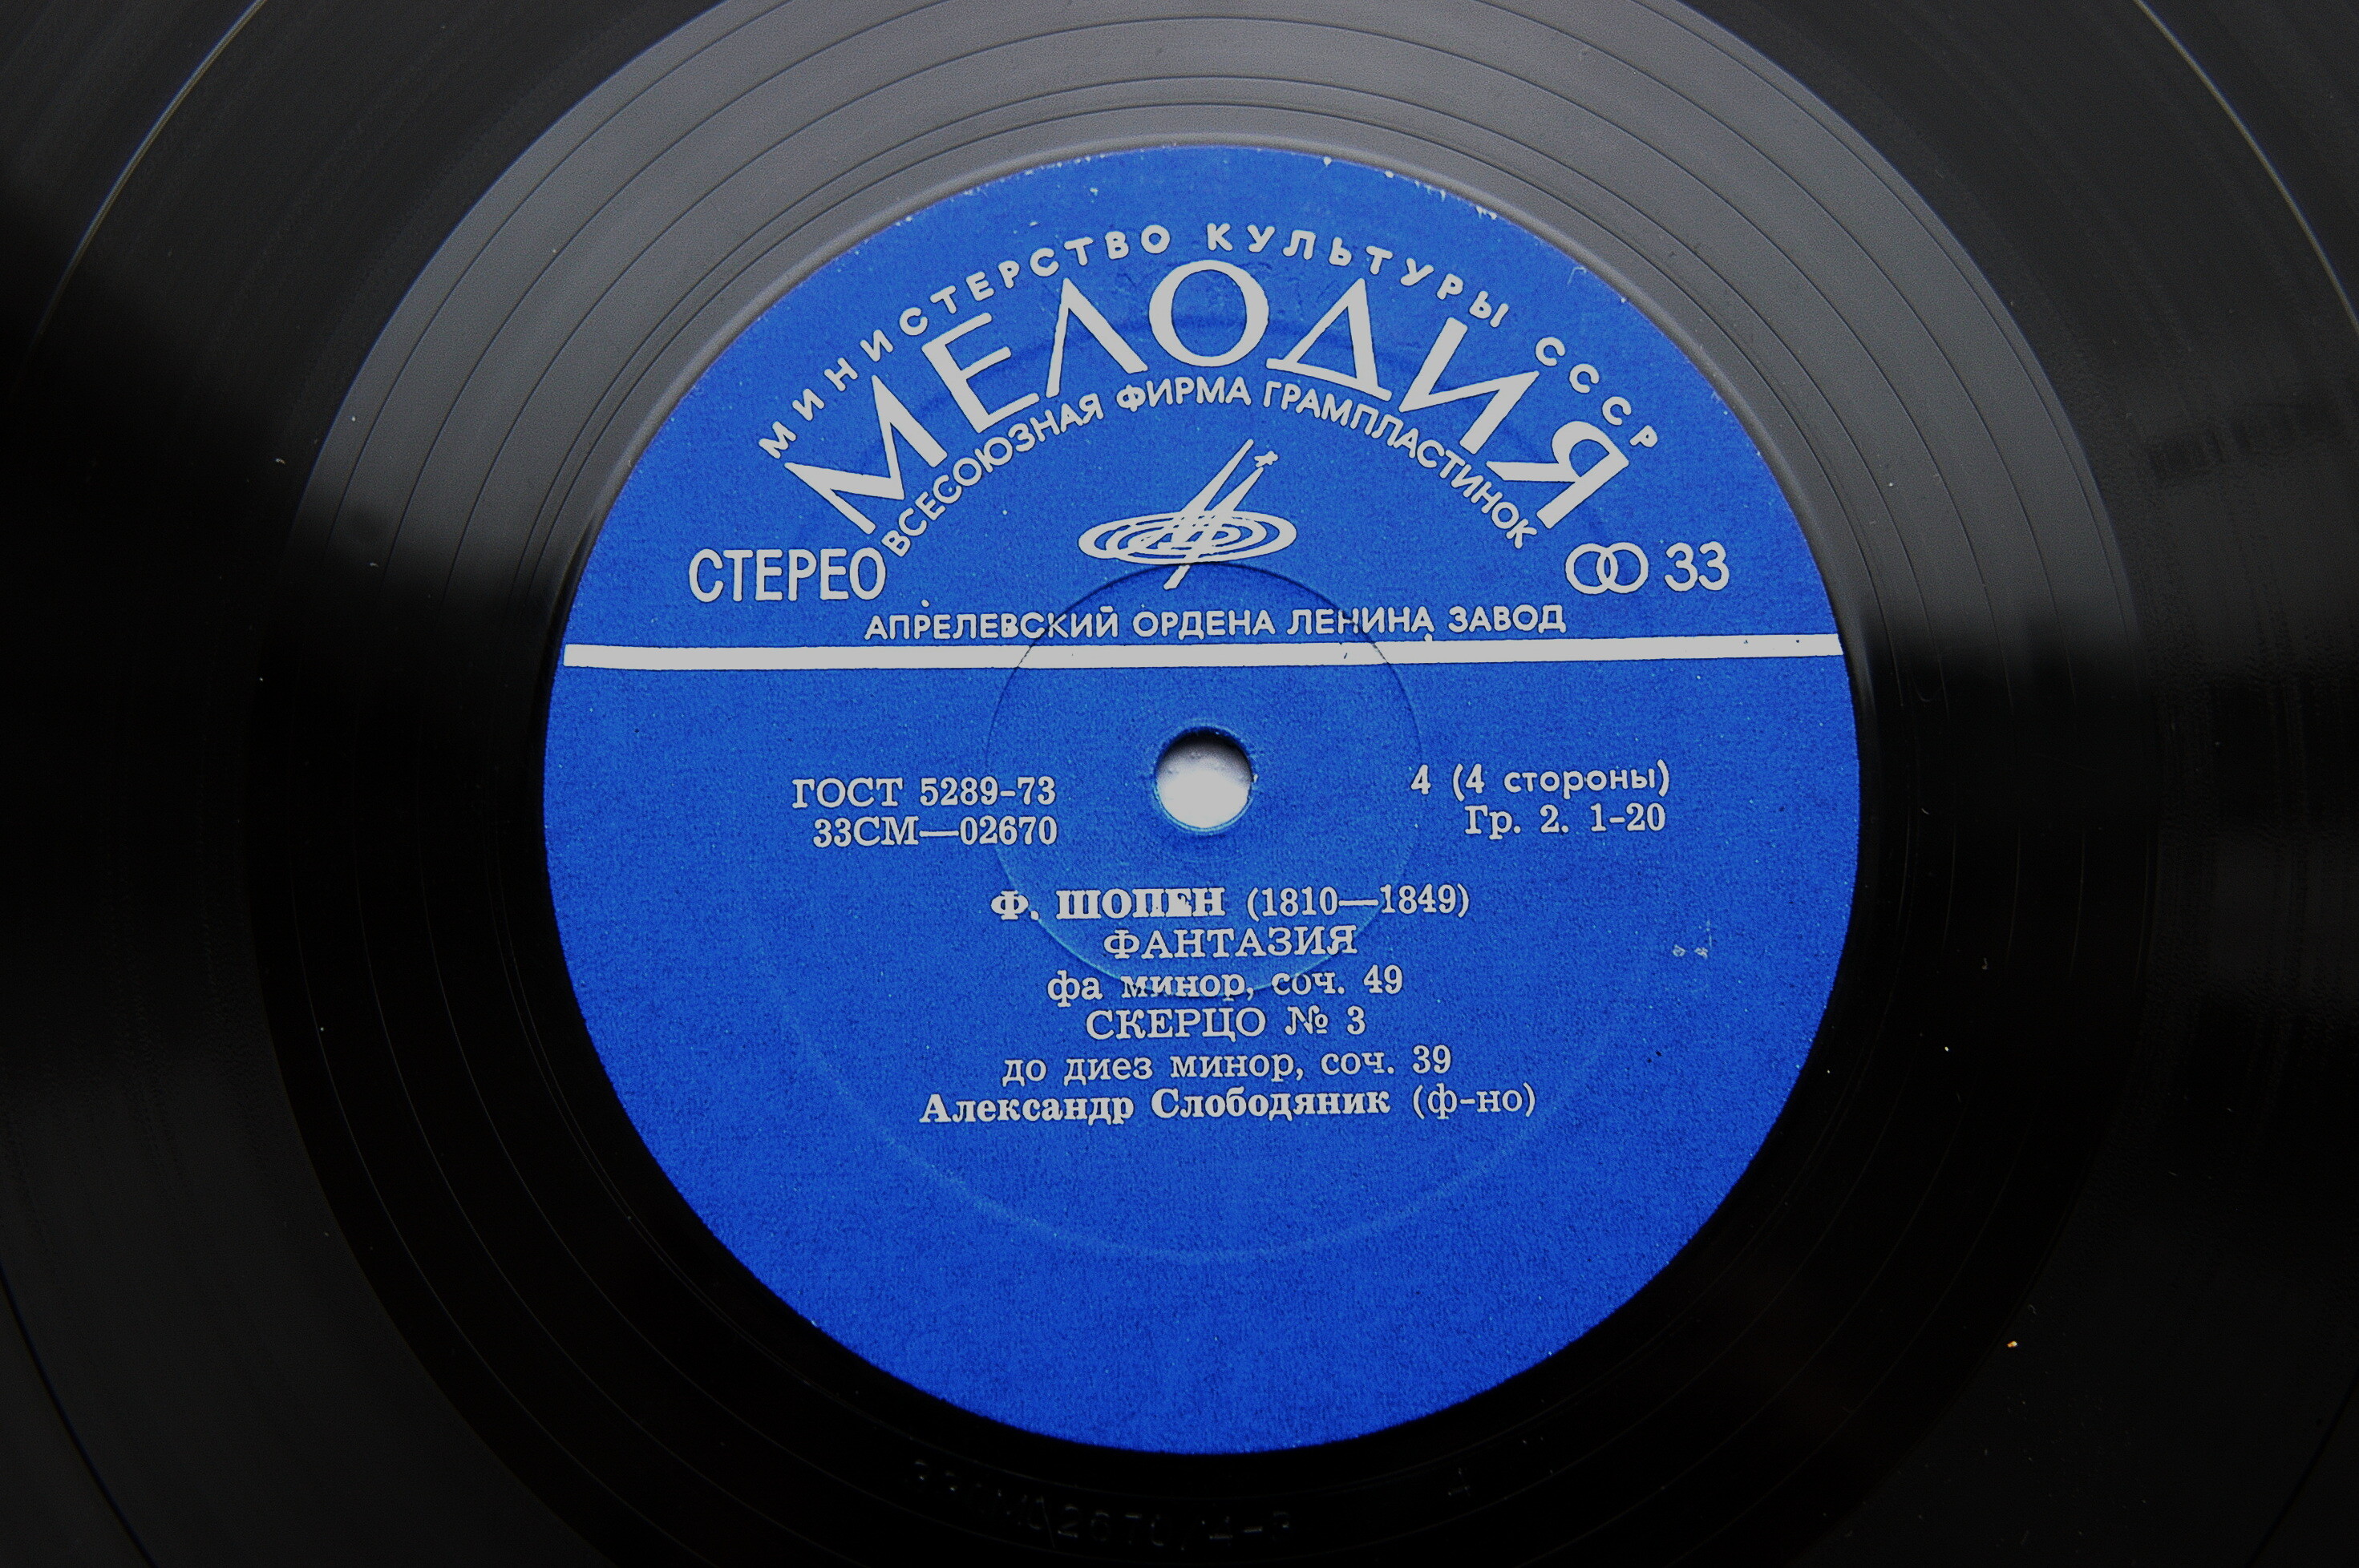 МИНИСТЕРСТВО КУЛЬТУРЫ СССР
МЕЛОДИЯ
ВСЕСОЮЗНАЯ ФИРМА ГРАМПЛАСТИНОК
СТЕРЕО
33
АПРЕЛЕВСКИЙ ОРДЕНА ЛЕНИНА ЗАВОД
ГОСТ 5289-73
33СМ—02670
4 (4 стороны)
Гр. 2. 1-20
Ф. ШОПЕН (1810—1849)
ФАНТАЗИЯ
фа минор, соч. 49
СКЕРЦО № 3
до диез минор, соч. 39
Александр Слободяник (ф-но)